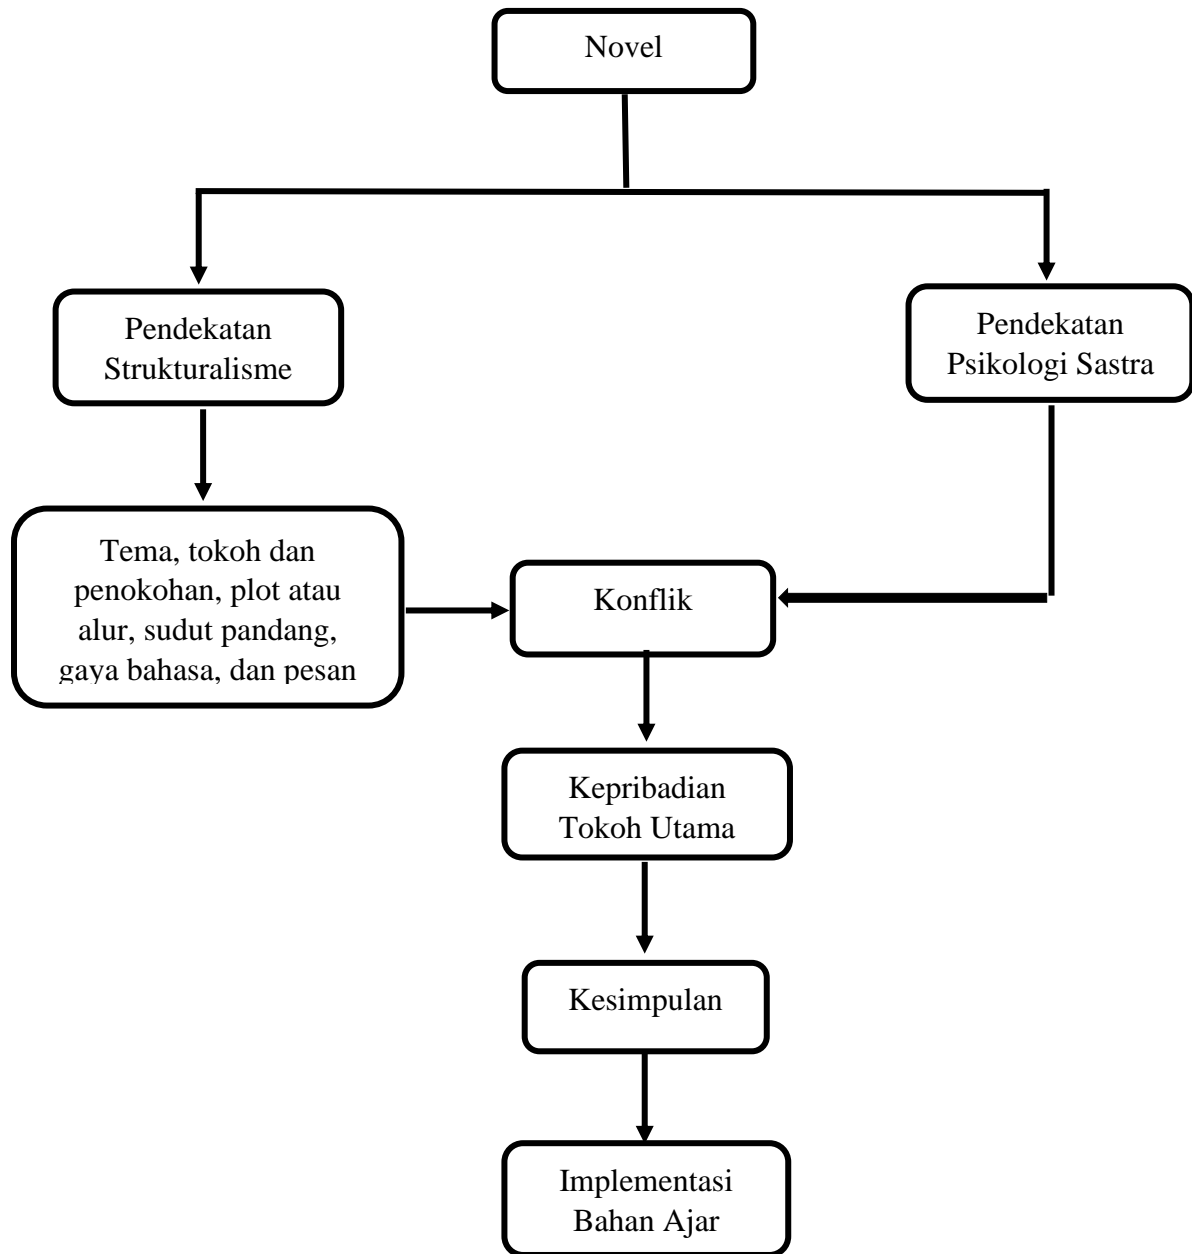 Novel
Pendekatan
Strukturalisme
Pendekatan
Psikologi Sastra
Tema, tokoh dan
penokohan, plot atau
alur, sudut pandang,
gaya bahasa, dan pesan
Konflik
Kepribadian
Tokoh Utama
Kesimpulan
Implementasi
Bahan Ajar